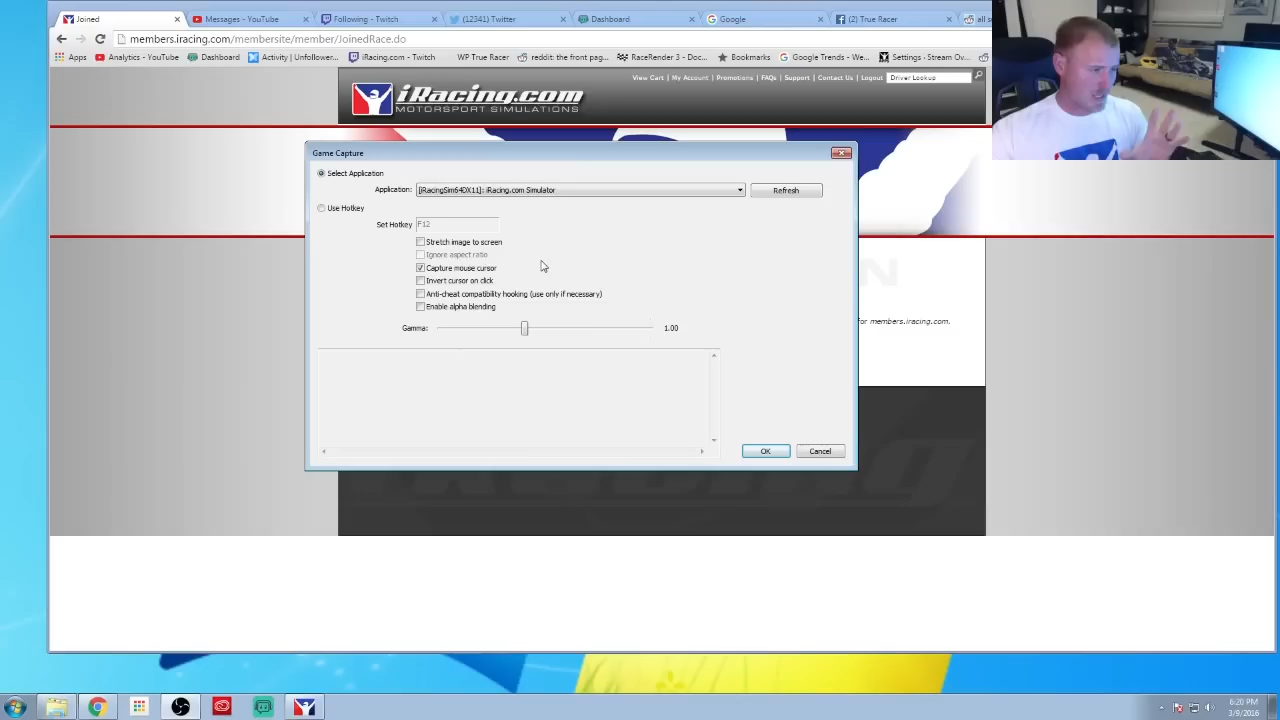 Joined
Messages - YouTube
Following - Twitch
(12341) Twitter
Dashboard
Google
(2) True Racer
members.iracing.com/membersite/member/JoinedRace.do
Apps
Analytics - YouTube
Dashboard
Activity | Unfollower...
iRacing.com - Twitch
WP True Racer
reddit: the front pag...
RaceRender 3 - Doc...
Bookmarks
Google Trends - We...
Settings - Stream Ov...
View Cart | My Account | Promotions | FAQs | Support | Contact Us | Logout
Driver Lookup
iRacing.com
MOTORSPORT SIMULATIONS
Game Capture
Select Application
Application: [iRacingSim64DX11]: iRacing.com Simulator
Refresh
Use Hotkey
Set Hotkey F12
Stretch image to screen
Ignore aspect ratio
Capture mouse cursor
Invert cursor on click
Anti-cheat compatibility hooking (use only if necessary)
Enable alpha blending
for members.iracing.com.
Gamma: 1.00
OK
Cancel
6:20 PM
3/9/2016